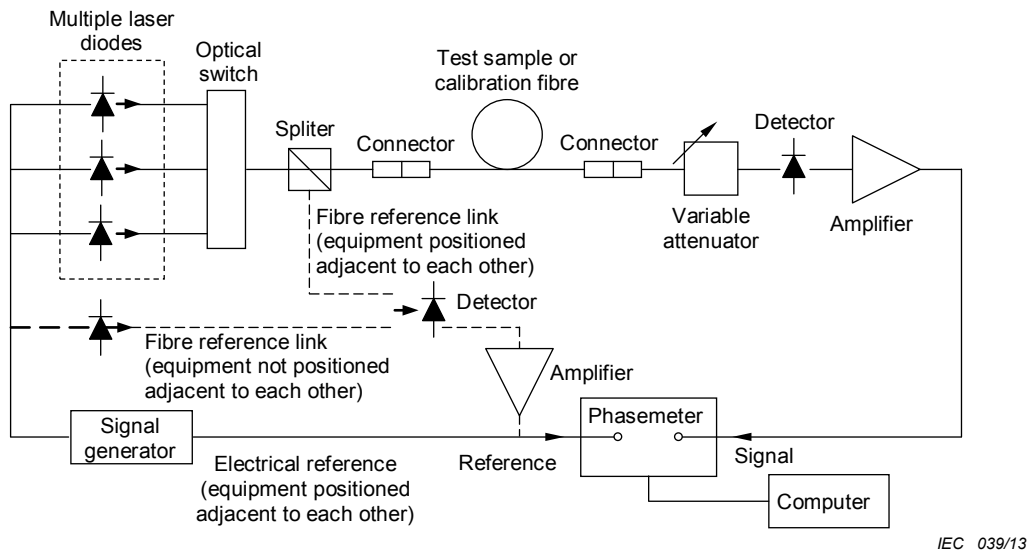 Multiple laser
diodes
Optical
switch
Test sample or
calibration fibre
Spliter
Connector
Connector
Detector
Variable
attenuator
Amplifier
Fibre reference link
(equipment positioned
adjacent to each other)
Detector
Fibre reference link
(equipment not positioned
adjacent to each other)
Amplifier
Signal
generator
Phasemeter
Electrical reference
(equipment positioned
adjacent to each other)
Reference
Signal
Computer
IEC 039/13